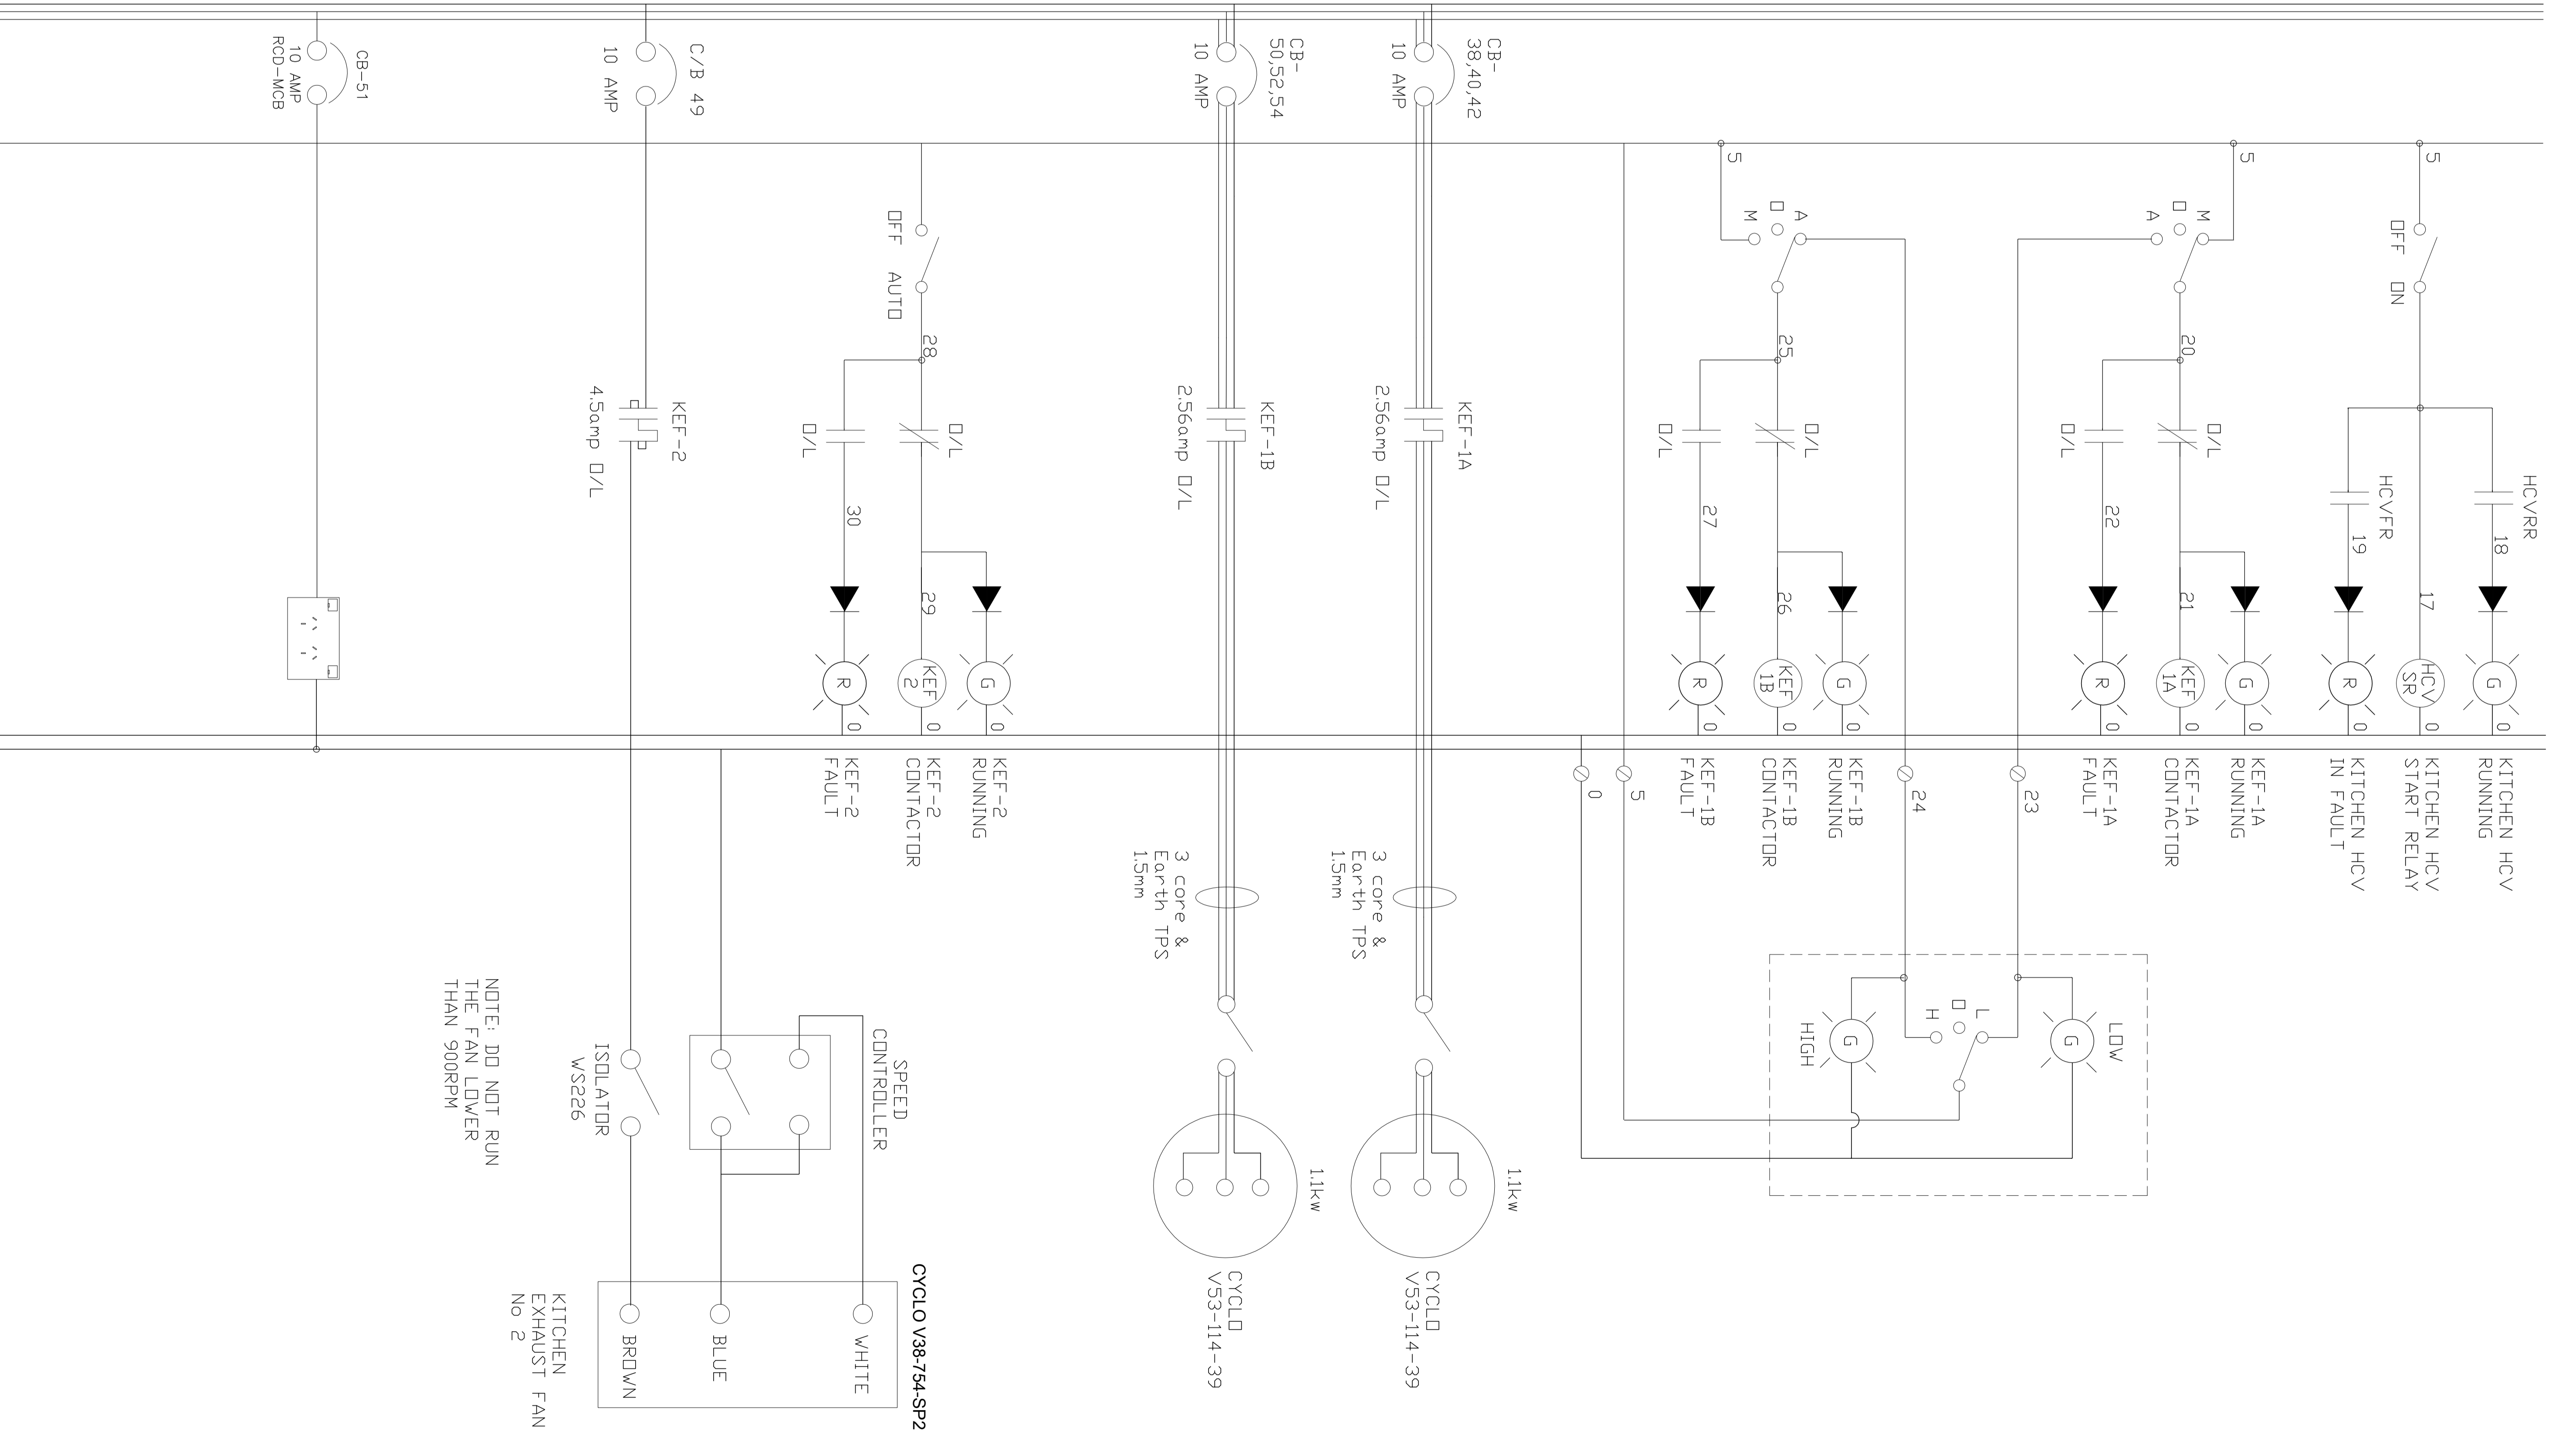 5
OFF ON
HCVRR
18
G
0
KITCHEN HCV
RUNNING
17
HCV
SR
0
KITCHEN HCV
START RELAY
HCVFR
19
R
0
KITCHEN HCV
IN FAULT
5
M
O
A
20
O/L
G
0
KEF-1A
RUNNING
21
KEF
1A
0
KEF-1A
CONTACTOR
O/L
22
R
0
KEF-1A
FAULT
23
24
LOW
G
L
O
H
G
HIGH
5
A
O
M
25
O/L
G
0
KEF-1B
RUNNING
26
KEF
1B
0
KEF-1B
CONTACTOR
O/L
27
R
0
KEF-1B
FAULT
5
0
CB-
38,40,42
10 AMP
KEF-1A
2.56amp O/L
3 core &
Earth TPS
1.5mm
1.1kw
CYCLO
V53-114-39
CB-
50,52,54
10 AMP
KEF-1B
2.56amp O/L
3 core &
Earth TPS
1.5mm
1.1kw
CYCLO
V53-114-39
OFF AUTO
28
O/L
G
0
KEF-2
RUNNING
29
KEF
2
0
KEF-2
CONTACTOR
O/L
30
R
0
KEF-2
FAULT
C/B 49
10 AMP
KEF-2
4.5amp O/L
SPEED
CONTROLLER
ISOLATOR
WS226
CYCLO V38-754-SP2
WHITE
BLUE
BROWN
KITCHEN
EXHAUST FAN
No 2
NOTE: DO NOT RUN
THE FAN LOWER
THAN 900RPM
CB-51
10 AMP
RCD-MCB